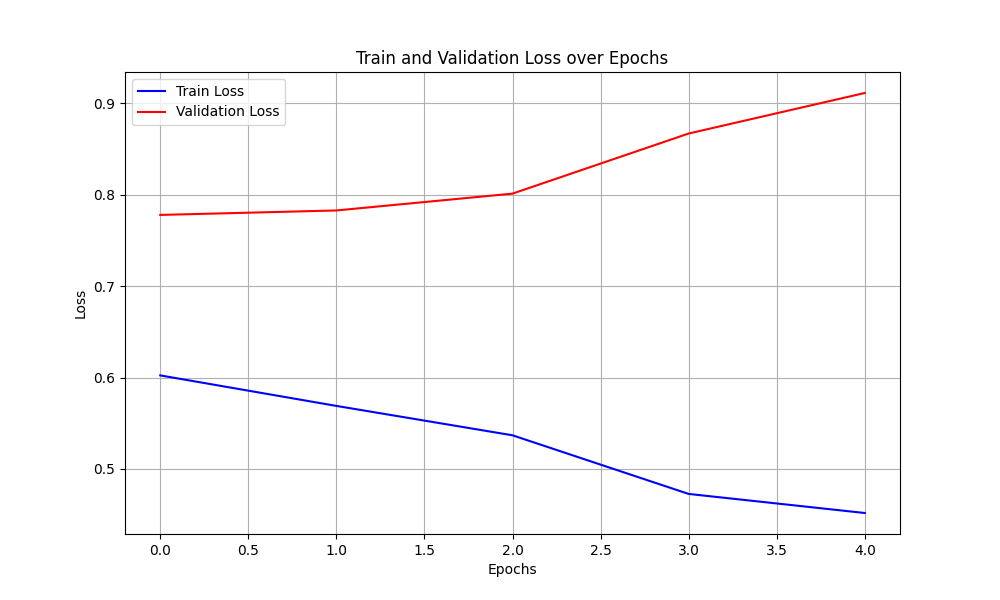 Train and Validation Loss over Epochs
Train Loss
Validation Loss
0.9
0.8
0.7
0.6
0.5
Loss
0.0 0.5 1.0 1.5 2.0 2.5 3.0 3.5 4.0
Epochs